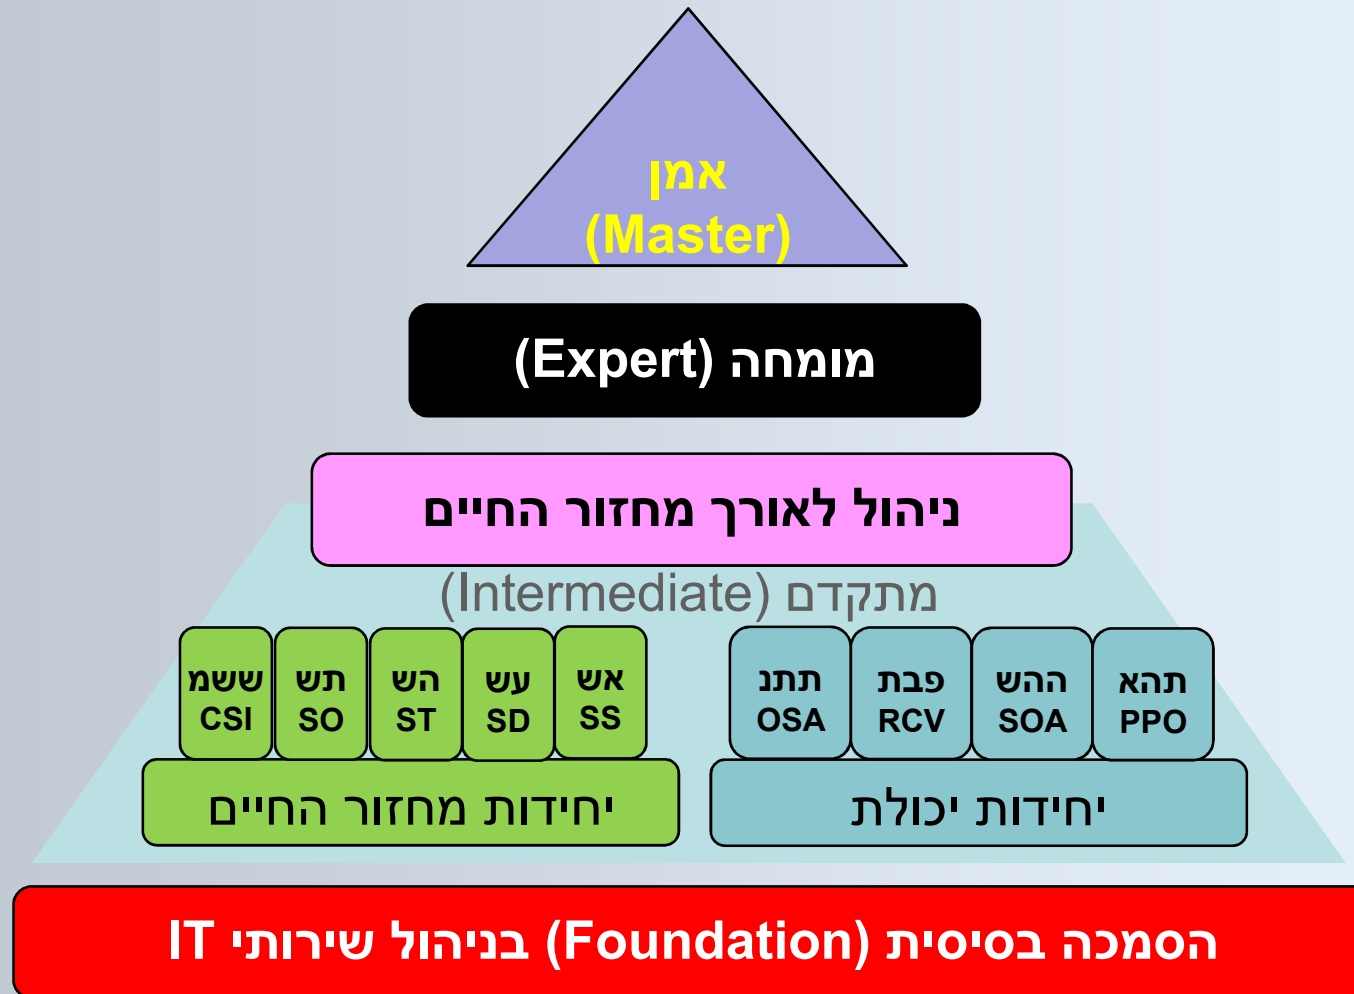 אמן
(Master)
מומחה (Expert)
ניהול לאורך מחזור החיים
מתקדם (Intermediate)
תהא
PPO
ההש
SOA
פבת
RCV
תתנ
OSA
אש
SS
עש
SD
הש
ST
תש
SO
ששמ
CSI
יחידות יכולת
יחידות מחזור החיים
הסמכה בסיסית (Foundation) בניהול שירותי IT